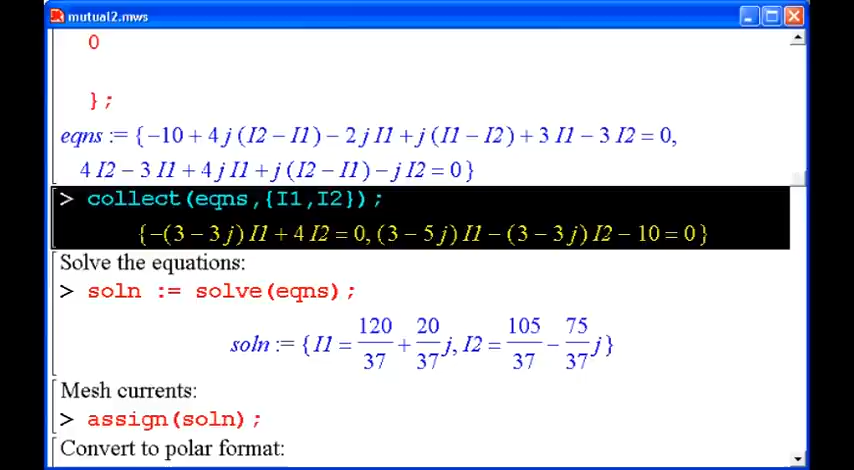 mutual2.mws
0
};
eqns := {−10 + 4 j (I2 − I1) − 2 j I1 + j (I1 − I2) + 3 I1 − 3 I2 = 0,
4 I2 − 3 I1 + 4 j I1 + j (I2 − I1) − j I2 = 0}
> collect(eqns,{I1,I2});
{−(3 − 3 j) I1 + 4 I2 = 0, (3 − 5 j) I1 − (3 − 3 j) I2 − 10 = 0}
Solve the equations:
> soln := solve(eqns);
soln := {I1 = 120/37 + 20/37 j, I2 = 105/37 − 75/37 j}
Mesh currents:
> assign(soln);
Convert to polar format: